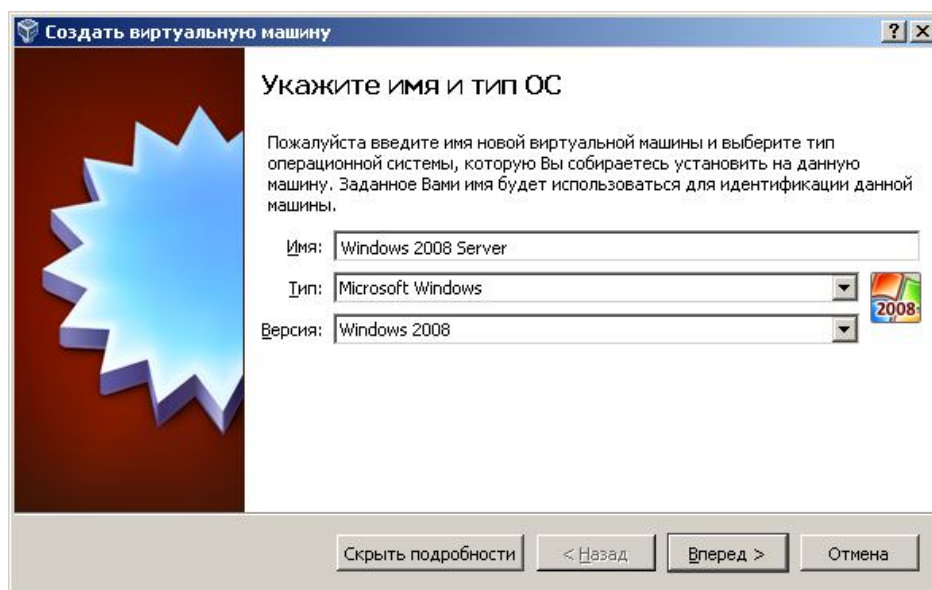 Создать виртуальную машину
Укажите имя и тип ОС
Пожалуйста введите имя новой виртуальной машины и выберите тип
операционной системы, которую Вы собираетесь установить на данную
машину. Заданное Вами имя будет использоваться для идентификации данной
машины.
Имя: Windows 2008 Server
Тип: Microsoft Windows
2008
Версия: Windows 2008
Скрыть подробности < Назад Вперед > Отмена